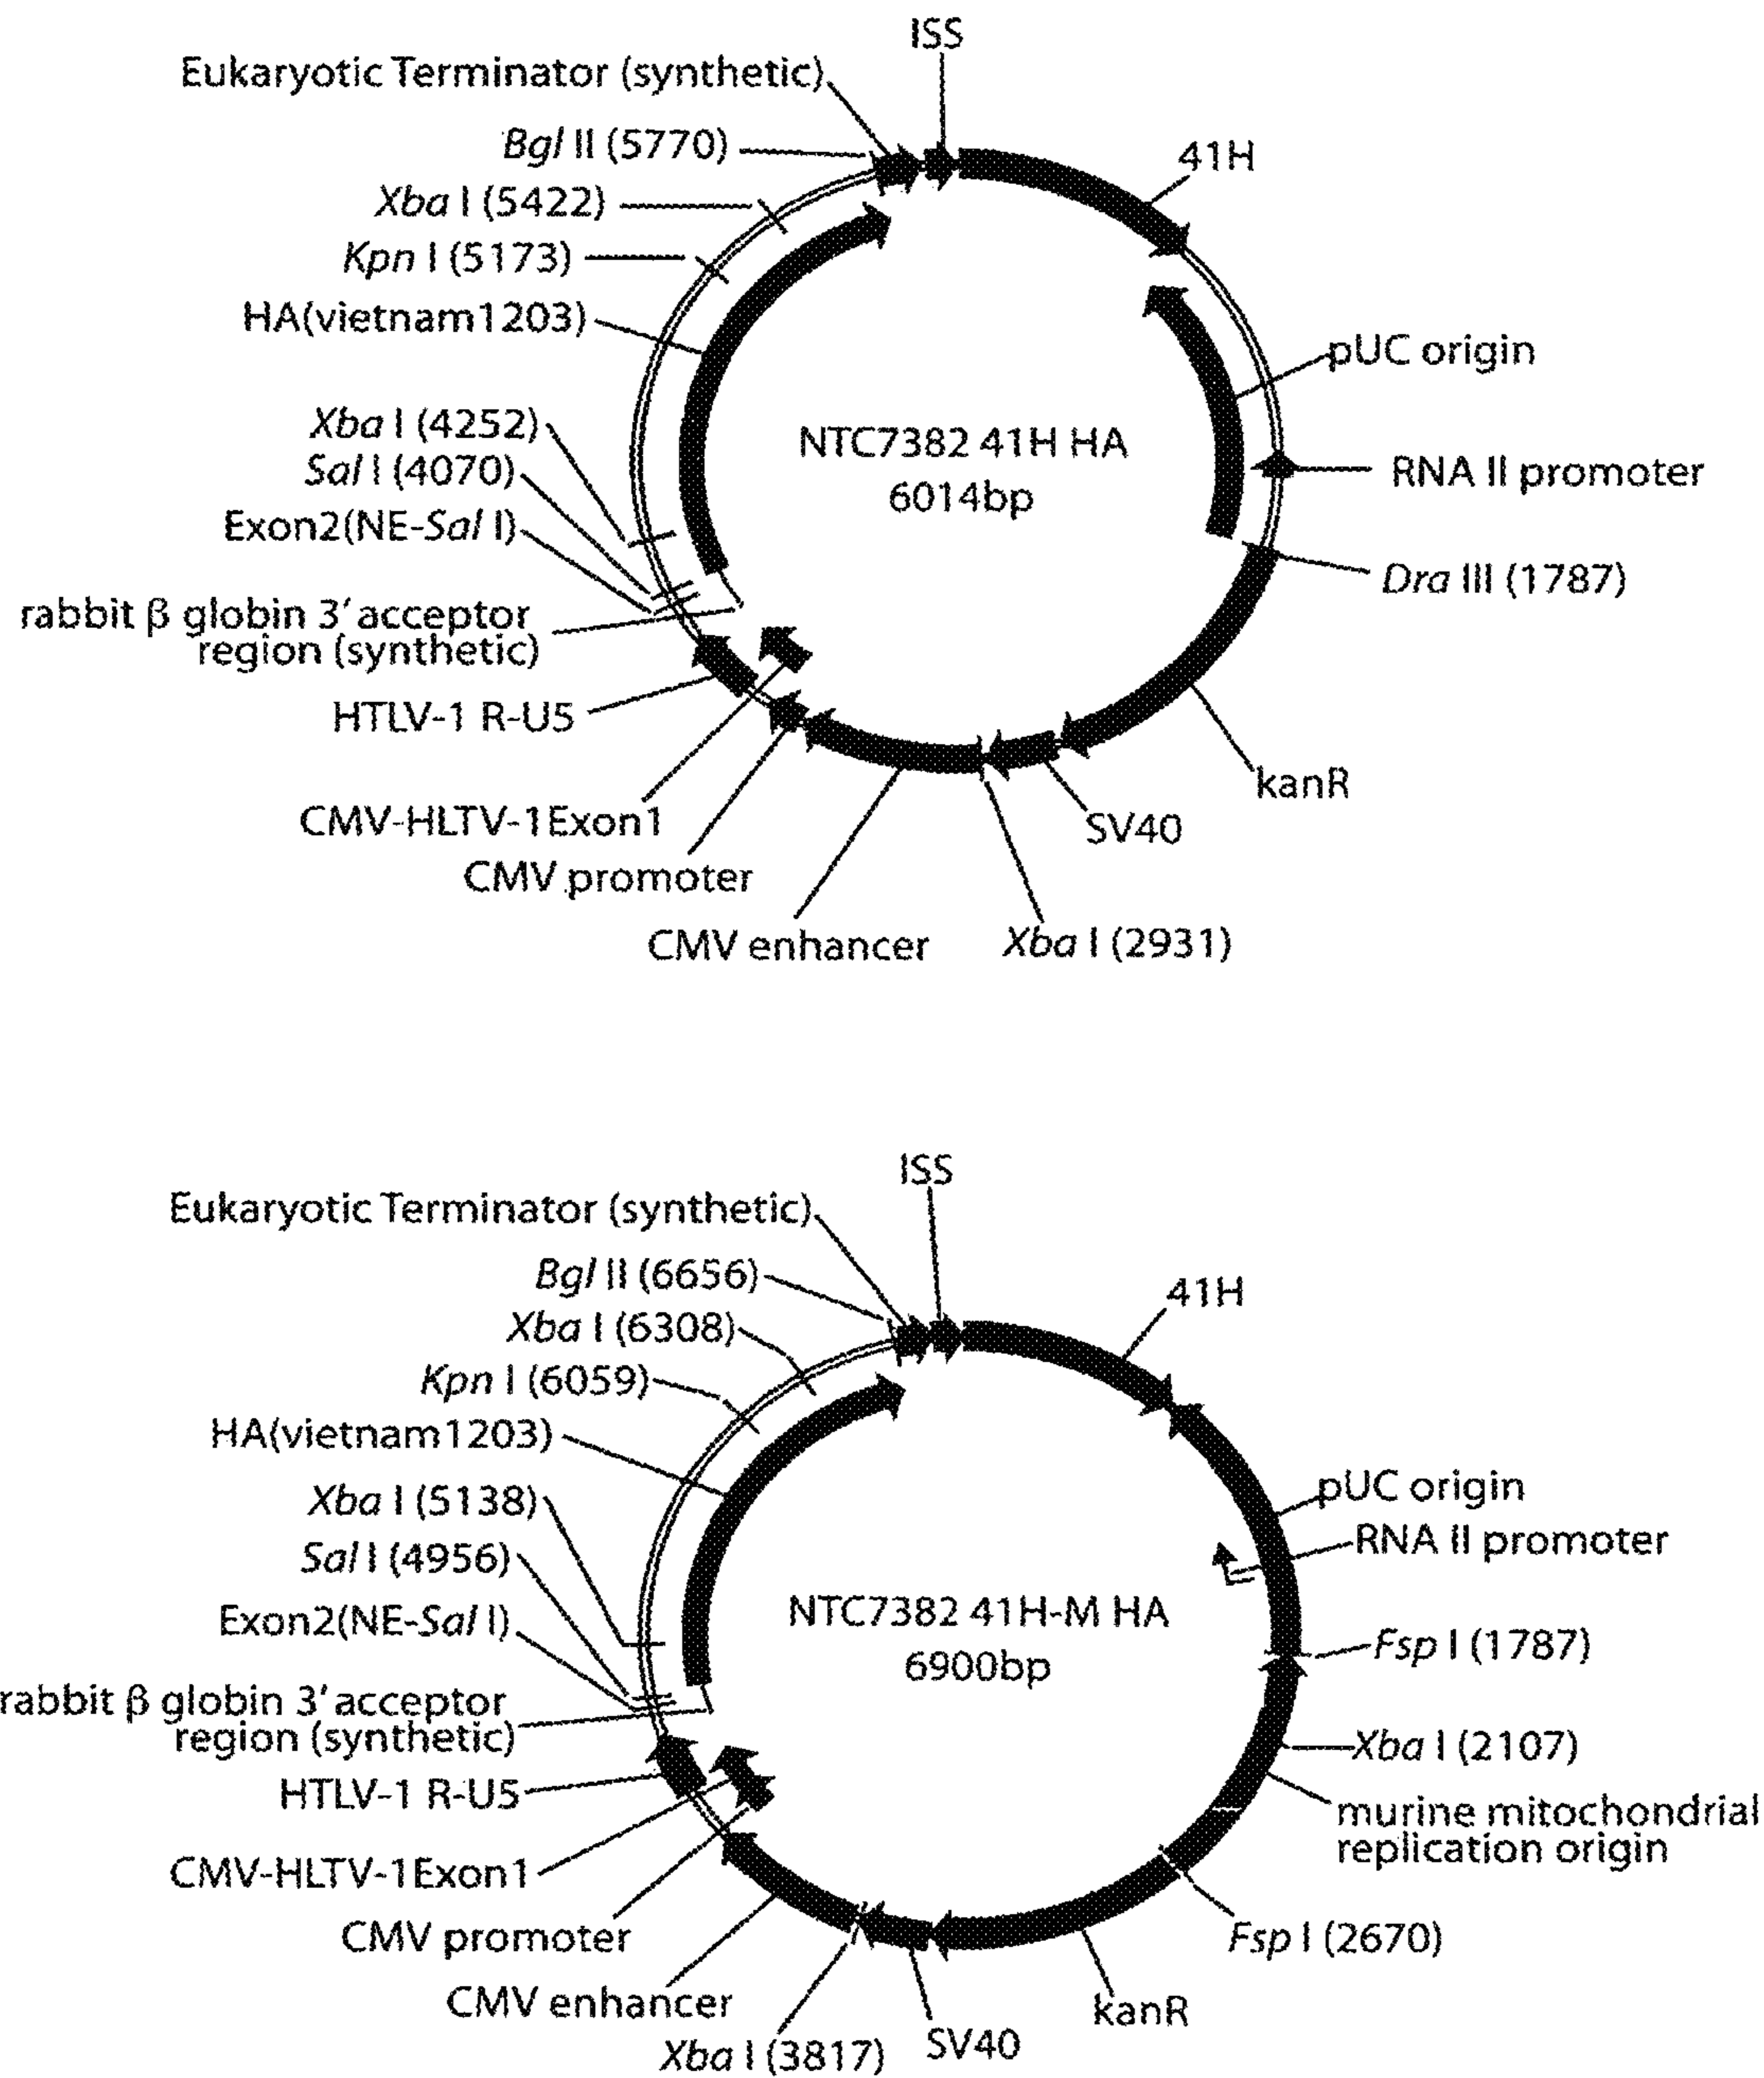 ISS
Eukaryotic Terminator (synthetic)
Bgl II (5770)
41H
Xba I (5422)
Kpn I (5173)
HA(vietnam1203)
pUC origin
Xba I (4252)
NTC7382 41H HA
Sal I (4070)
RNA II promoter
6014bp
Exon2(NE-Sal I)
Dra III (1787)
rabbit β globin 3′ acceptor
region (synthetic)
HTLV-1 R-U5
kanR
CMV-HLTV-1Exon1
SV40
CMV promoter
CMV enhancer
Xba I (2931)
ISS
Eukaryotic Terminator (synthetic)
Bgl II (6656)
41H
Xba I (6308)
Kpn I (6059)
HA(vietnam1203)
pUC origin
Xba I (5138)
RNA II promoter
Sal I (4956)
NTC7382 41H-M HA
Exon2(NE-Sal I)
Fsp I (1787)
6900bp
rabbit β globin 3′ acceptor
region (synthetic)
Xba I (2107)
HTLV-1 R-U5
murine mitochondrial
replication origin
CMV-HLTV-1Exon1
CMV promoter
Fsp I (2670)
CMV enhancer
kanR
SV40
Xba I (3817)